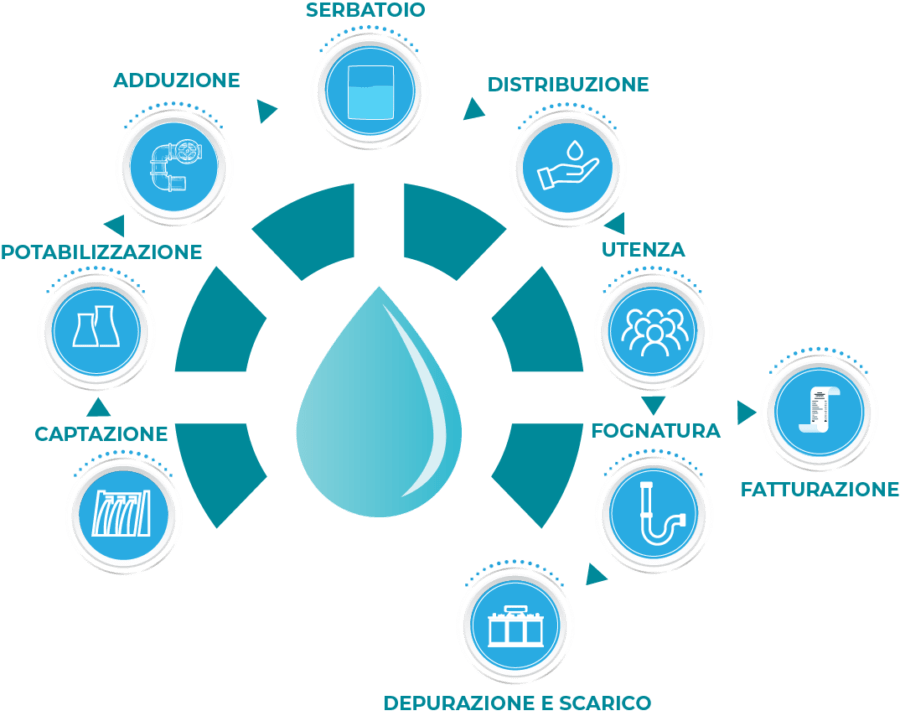 SERBATOIO
ADDUZIONE
DISTRIBUZIONE
POTABILIZZAZIONE
UTENZA
CAPTAZIONE
FOGNATURA
FATTURAZIONE
DEPURAZIONE E SCARICO